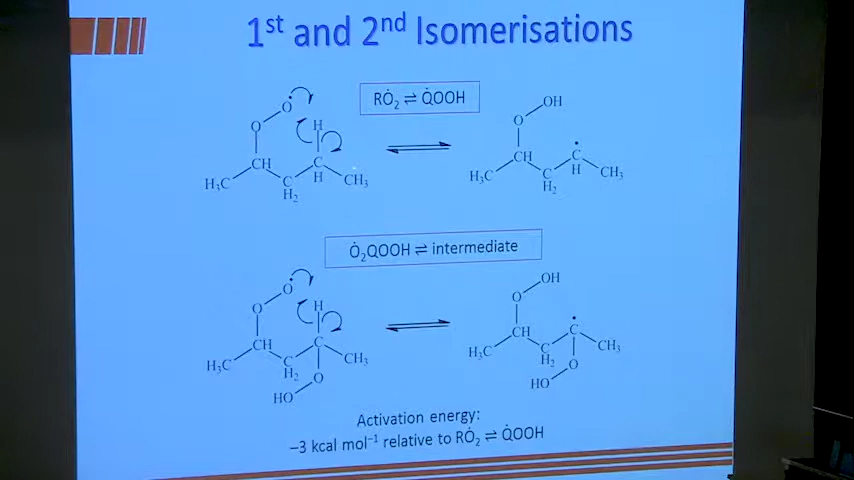 1st and 2nd Isomerisations
RȮ₂ ⇌ Q̇OOH
O
O
H
CH
C
H
H₃C
C
H₂
CH₃
OH
O
CH
Ċ
H
H₃C
C
H₂
CH₃
Ȯ₂QOOH ⇌ intermediate
O
O
H
CH
C
H₃C
C
H₂
CH₃
O
HO
OH
O
CH
Ċ
H₃C
C
H₂
CH₃
O
HO
Activation energy:
–3 kcal mol⁻¹ relative to RȮ₂ ⇌ Q̇OOH